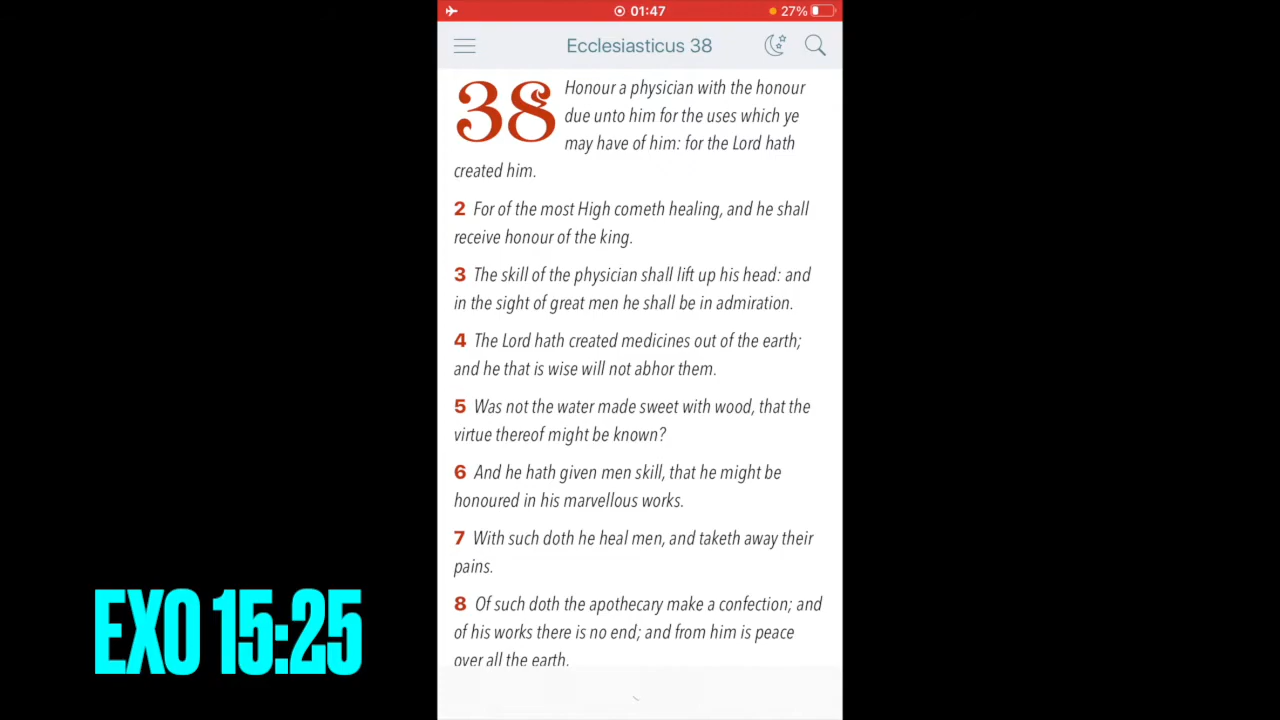 01:47
27%
Ecclesiasticus 38
38 Honour a physician with the honour
due unto him for the uses which ye
may have of him: for the Lord hath
created him.
2 For of the most High cometh healing, and he shall
receive honour of the king.
3 The skill of the physician shall lift up his head: and
in the sight of great men he shall be in admiration.
4 The Lord hath created medicines out of the earth;
and he that is wise will not abhor them.
5 Was not the water made sweet with wood, that the
virtue thereof might be known?
6 And he hath given men skill, that he might be
honoured in his marvellous works.
7 With such doth he heal men, and taketh away their
pains.
8 Of such doth the apothecary make a confection; and
of his works there is no end; and from him is peace
over all the earth.
EXO 15:25